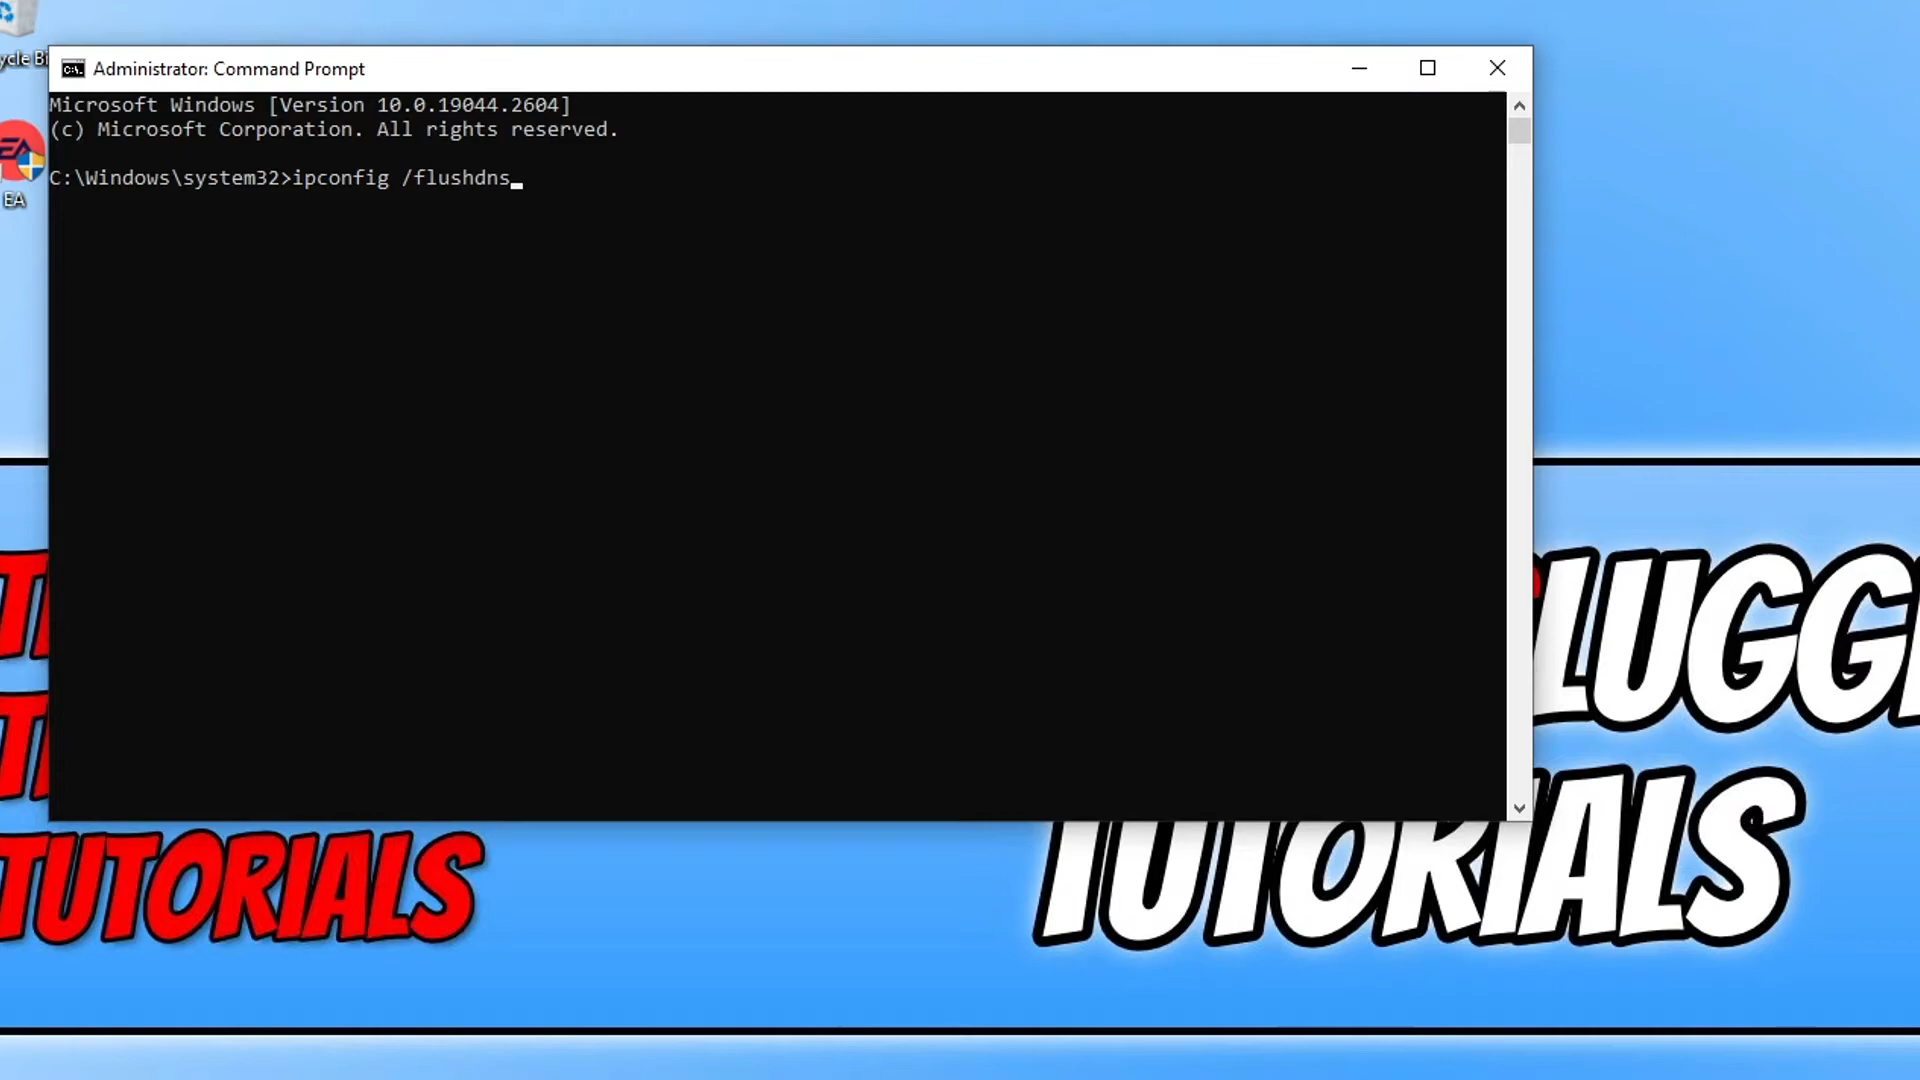 Administrator: Command Prompt
Microsoft Windows [Version 10.0.19044.2604]
(c) Microsoft Corporation. All rights reserved.
C:\Windows\system32>ipconfig /flushdns
EA
TUTORIALS
TUTORIALS